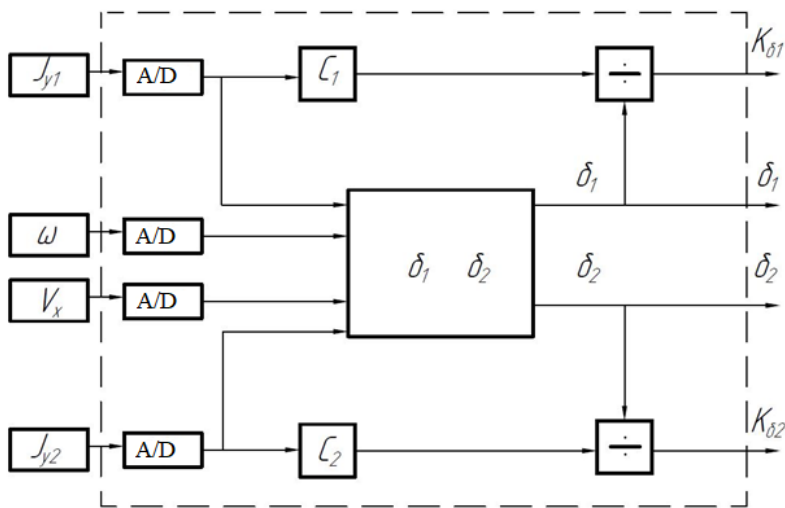 K_δ1
J_y1 A/D C_1 ÷
δ_1 δ_1
ω A/D
δ_1 δ_2 δ_2 δ_2
V_x A/D
K_δ2
J_y2 A/D C_2 ÷